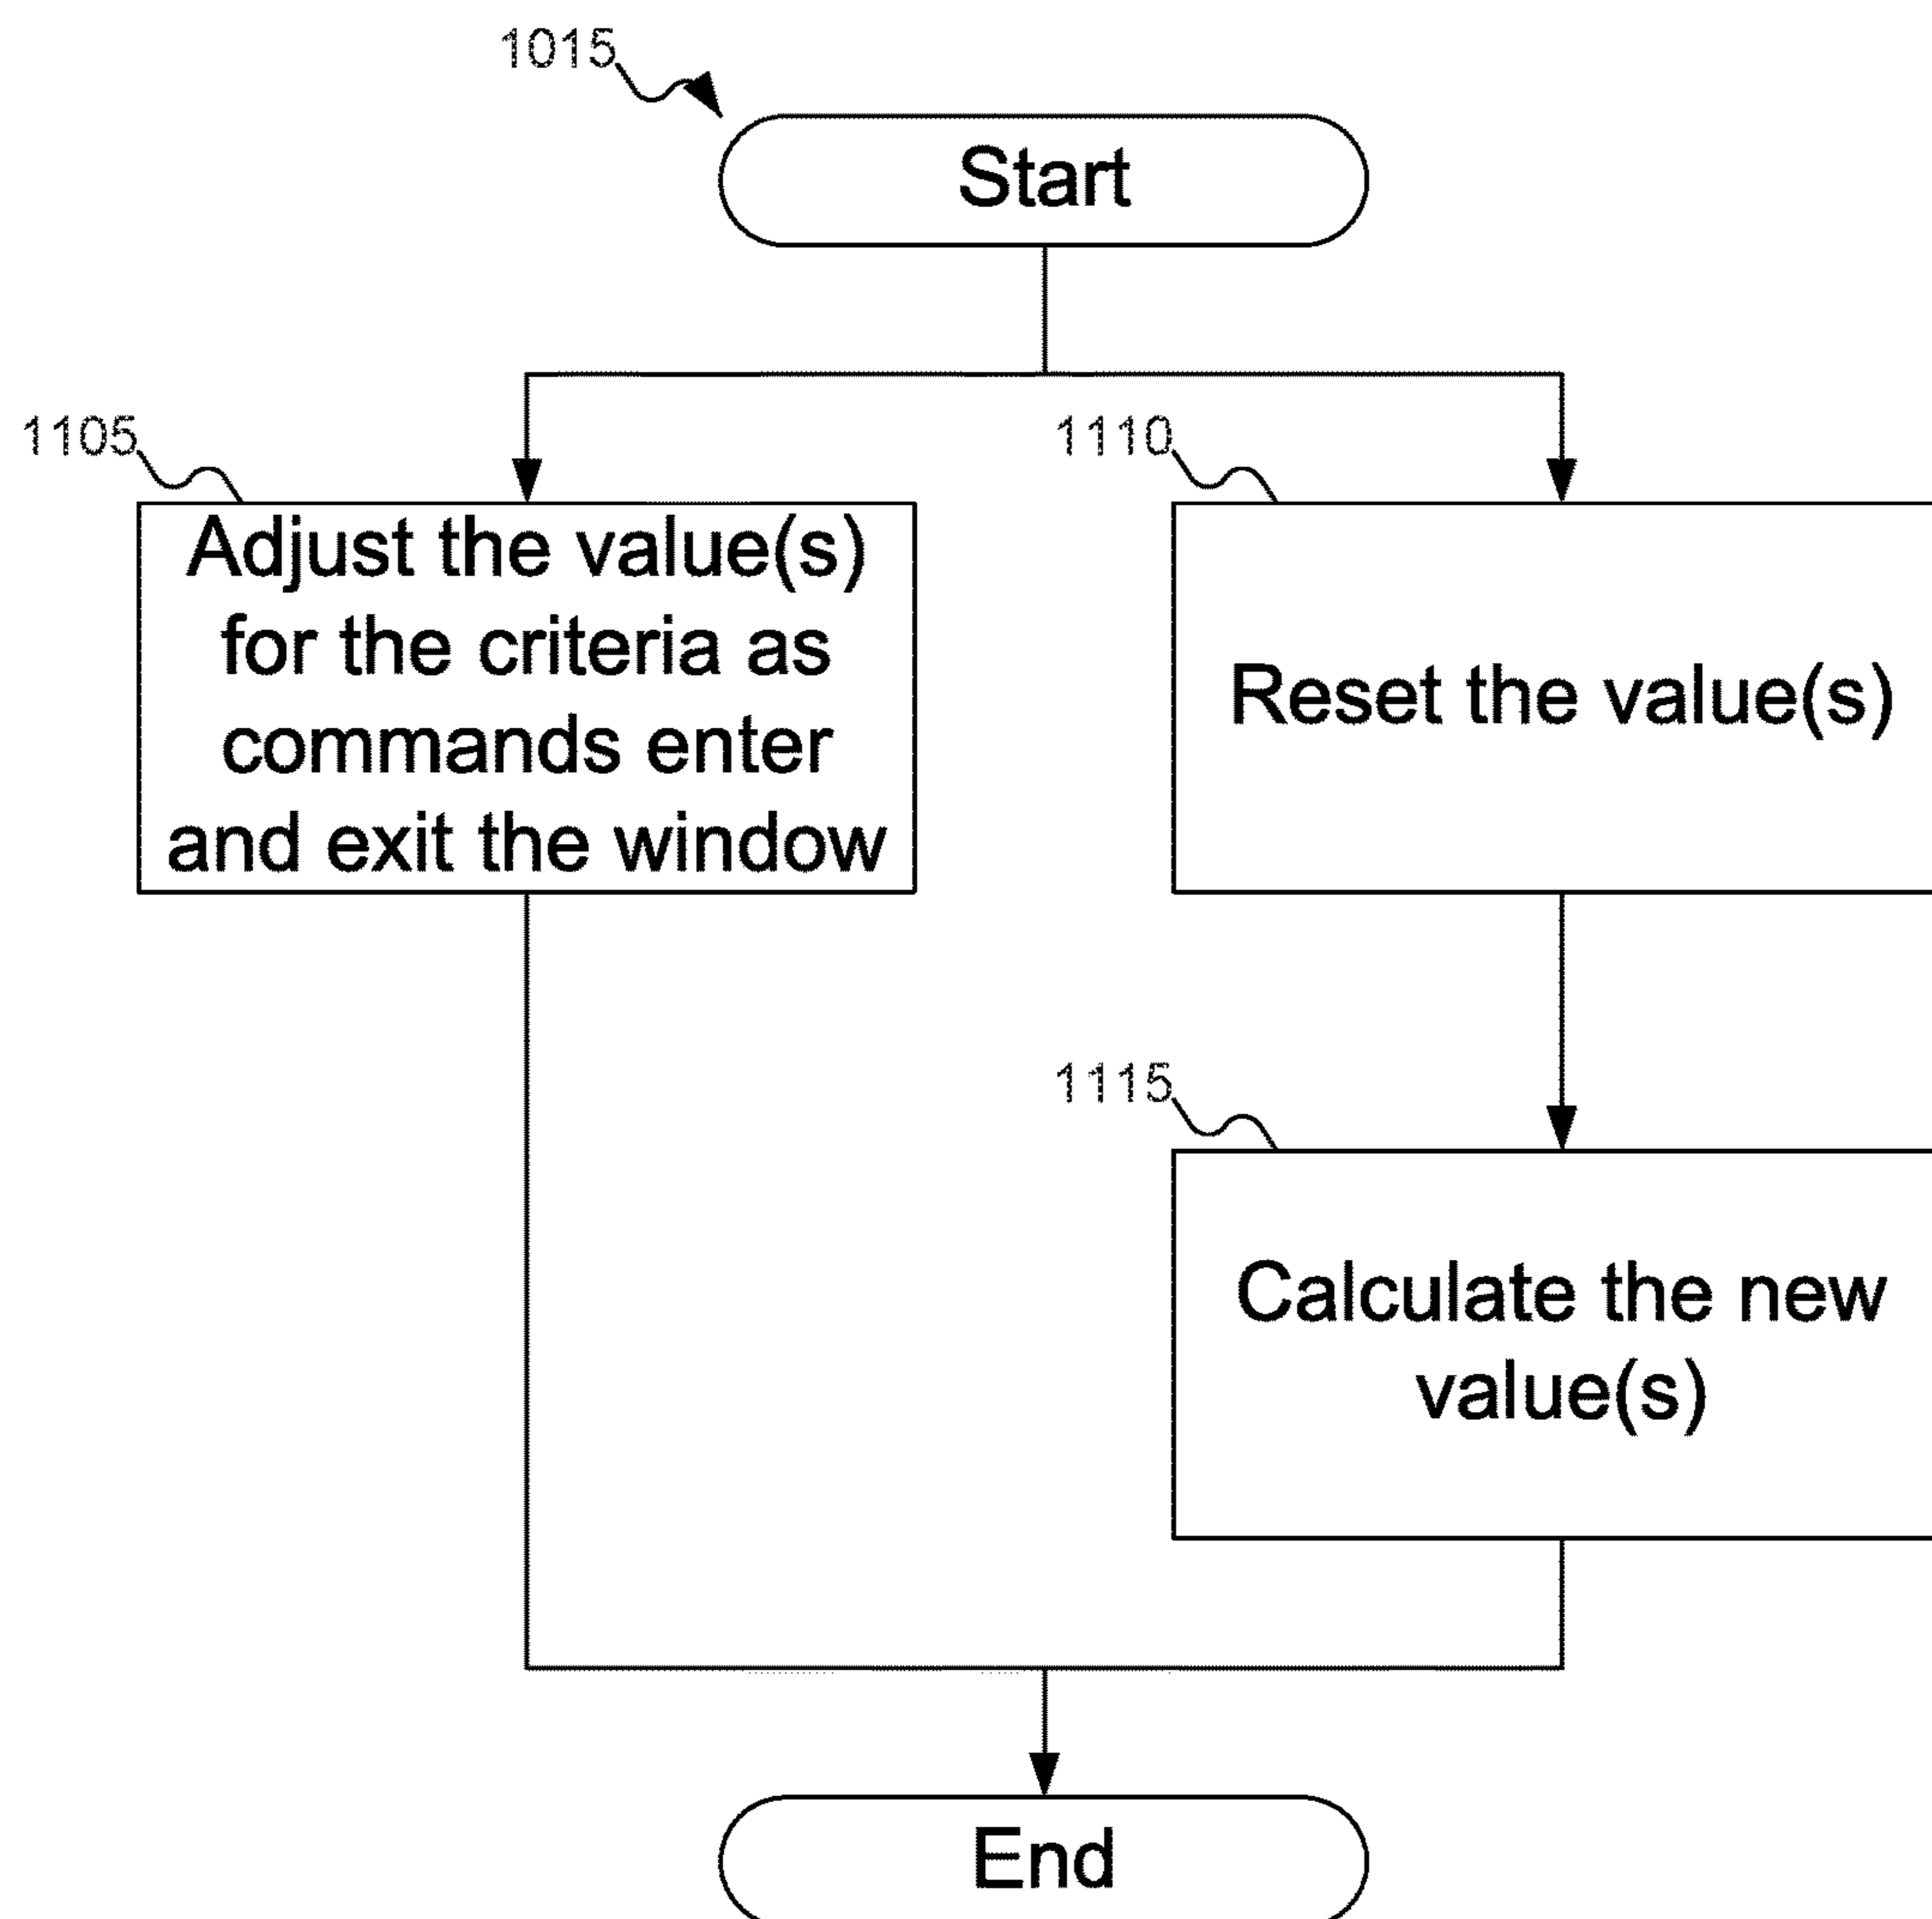 1015
Start
1105
Adjust the value(s)
for the criteria as
commands enter
and exit the window
1110
Reset the value(s)
1115
Calculate the new
value(s)
End